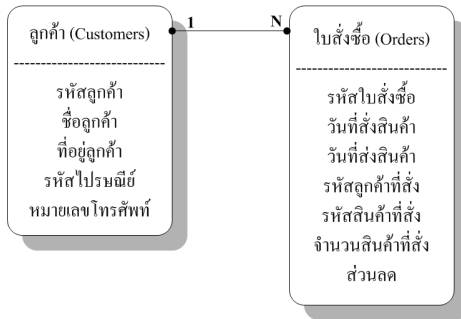 ลูกค้า (Customers)
รหัสลูกค้า
ชื่อลูกค้า
ที่อยู่ลูกค้า
รหัสไปรษณีย์
หมายเลขโทรศัพท์
1
N
ใบสั่งซื้อ (Orders)
รหัสใบสั่งซื้อ
วันที่สั่งสินค้า
วันที่ส่งสินค้า
รหัสลูกค้าที่สั่ง
รหัสสินค้าที่สั่ง
จำนวนสินค้าที่สั่ง
ส่วนลด